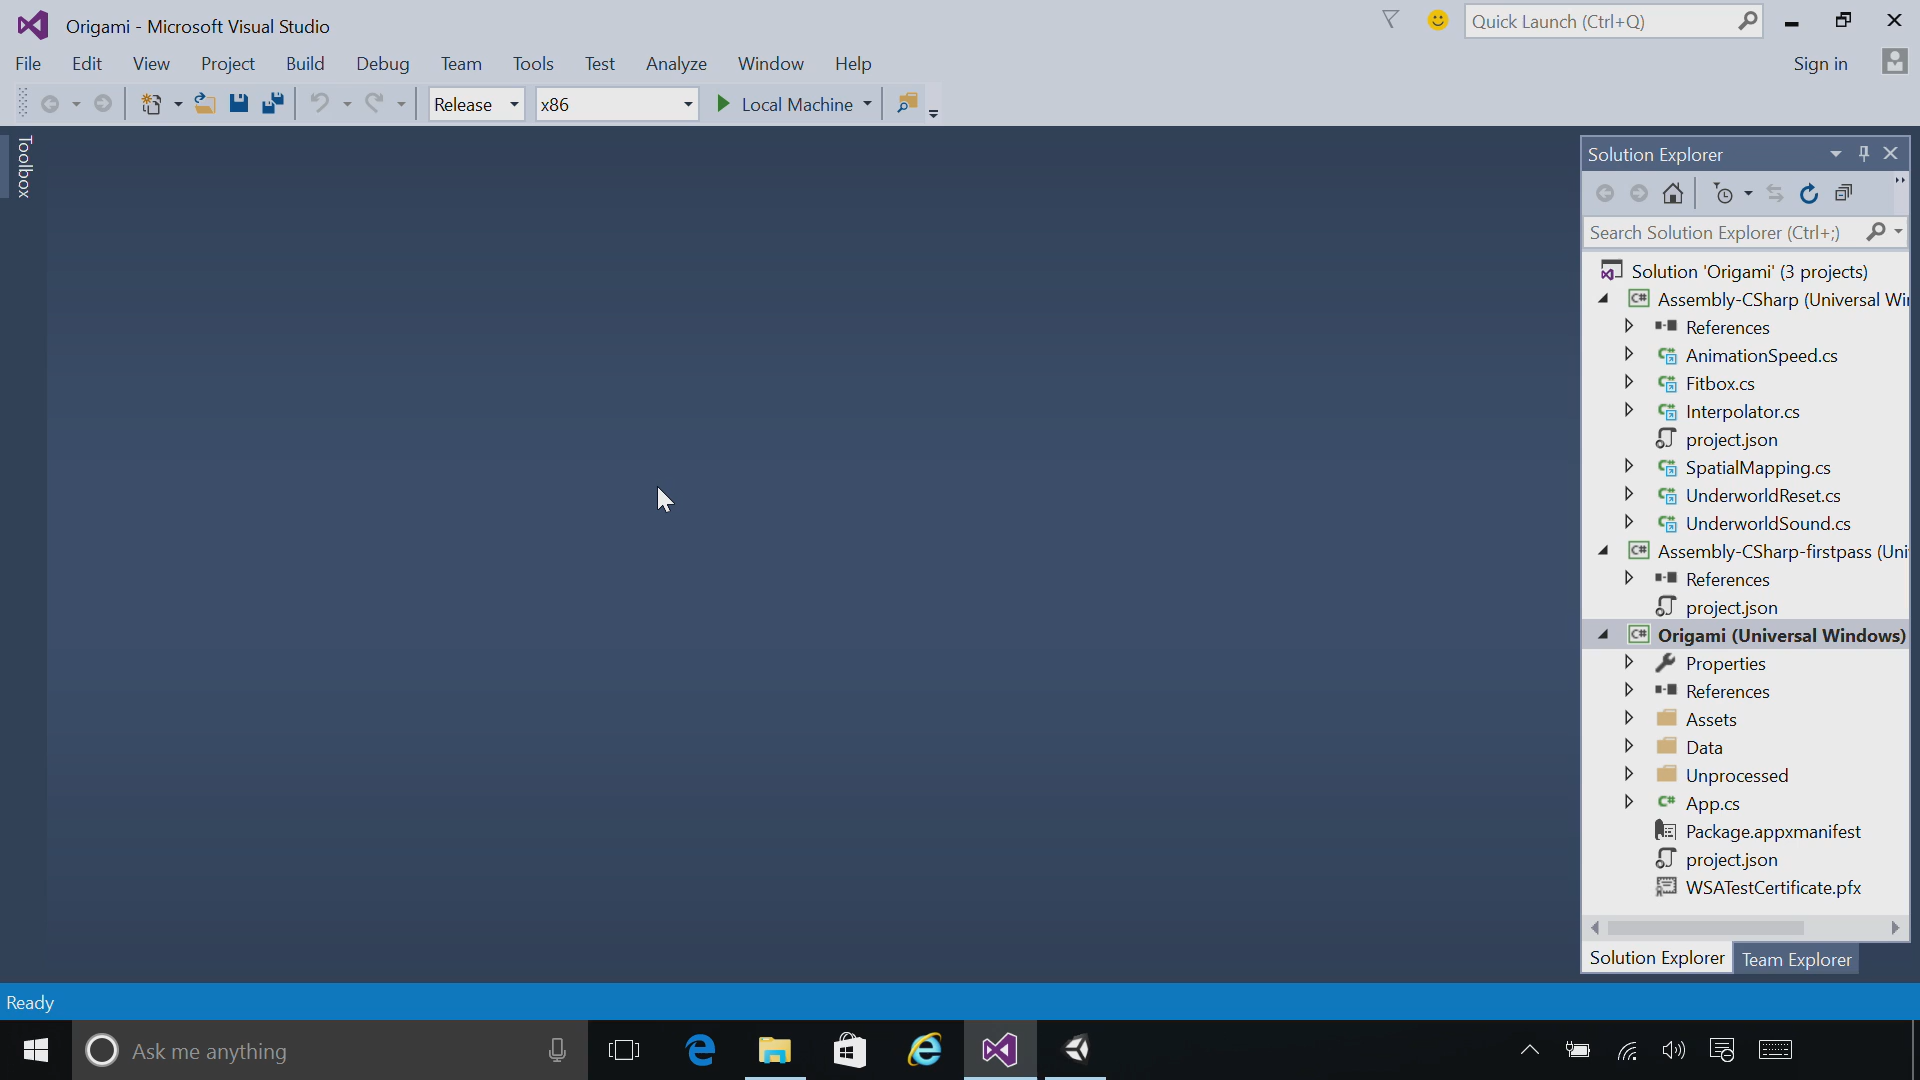 Origami - Microsoft Visual Studio
Quick Launch (Ctrl+Q)
File Edit View Project Build Debug Team Tools Test Analyze Window Help
Sign in
Release
x86
Local Machine
Toolbox
Solution Explorer
Search Solution Explorer (Ctrl+;)
Solution 'Origami' (3 projects)
C# Assembly-CSharp (Universal Wi
References
C# AnimationSpeed.cs
C# Fitbox.cs
C# Interpolator.cs
project.json
C# SpatialMapping.cs
C# UnderworldReset.cs
C# UnderworldSound.cs
C# Assembly-CSharp-firstpass (Uni
References
project.json
C# Origami (Universal Windows)
Properties
References
Assets
Data
Unprocessed
C# App.cs
Package.appxmanifest
project.json
WSATestCertificate.pfx
Solution Explorer
Team Explorer
Ready
Ask me anything